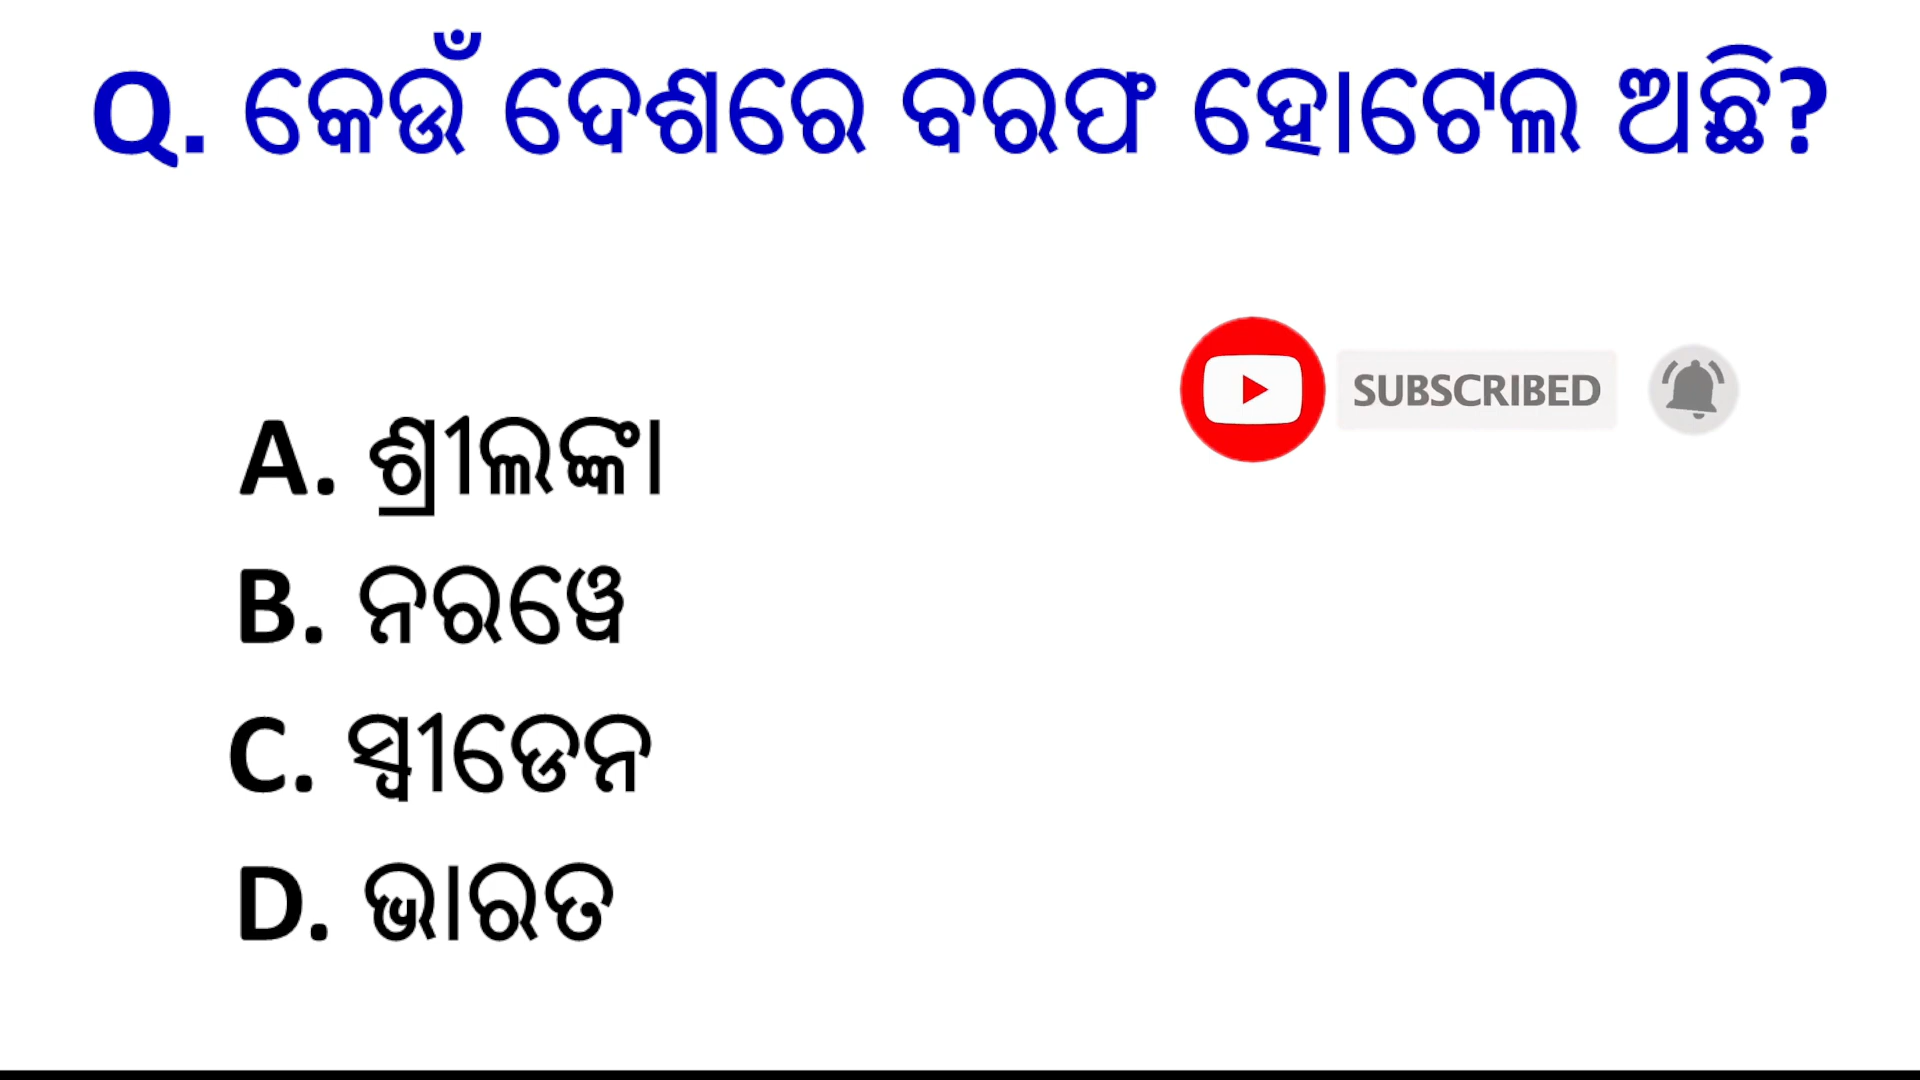 Q. କେଉଁ ଦେଶରେ ବରଫ ହୋଟେଲ ଅଛି?
SUBSCRIBED
A. ଶ୍ରୀଲଙ୍କା
B. ନରୱେ
C. ସ୍ୱୀଡେନ
D. ଭାରତ